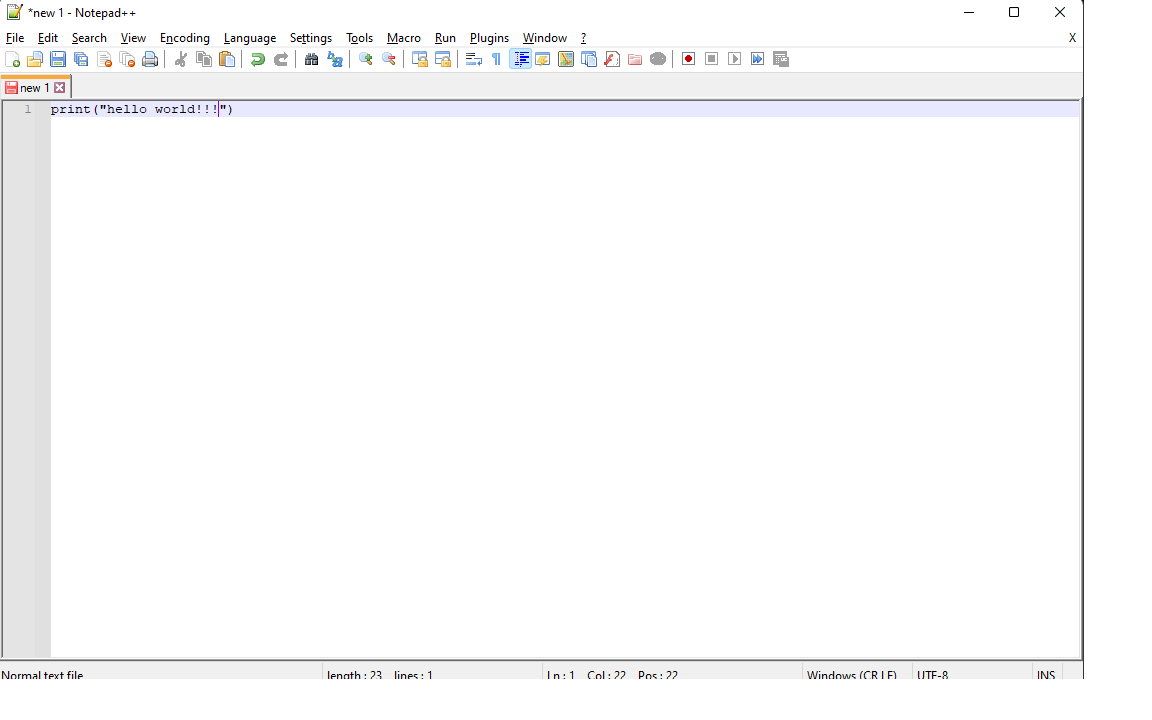 *new 1 - Notepad++
File Edit Search View Encoding Language Settings Tools Macro Run Plugins Window ? X
new 1
1 print("hello world!!!")
Normal text file length : 23 lines : 1 Ln : 1 Col : 22 Pos : 22 Windows (CR LF) UTF-8 INS